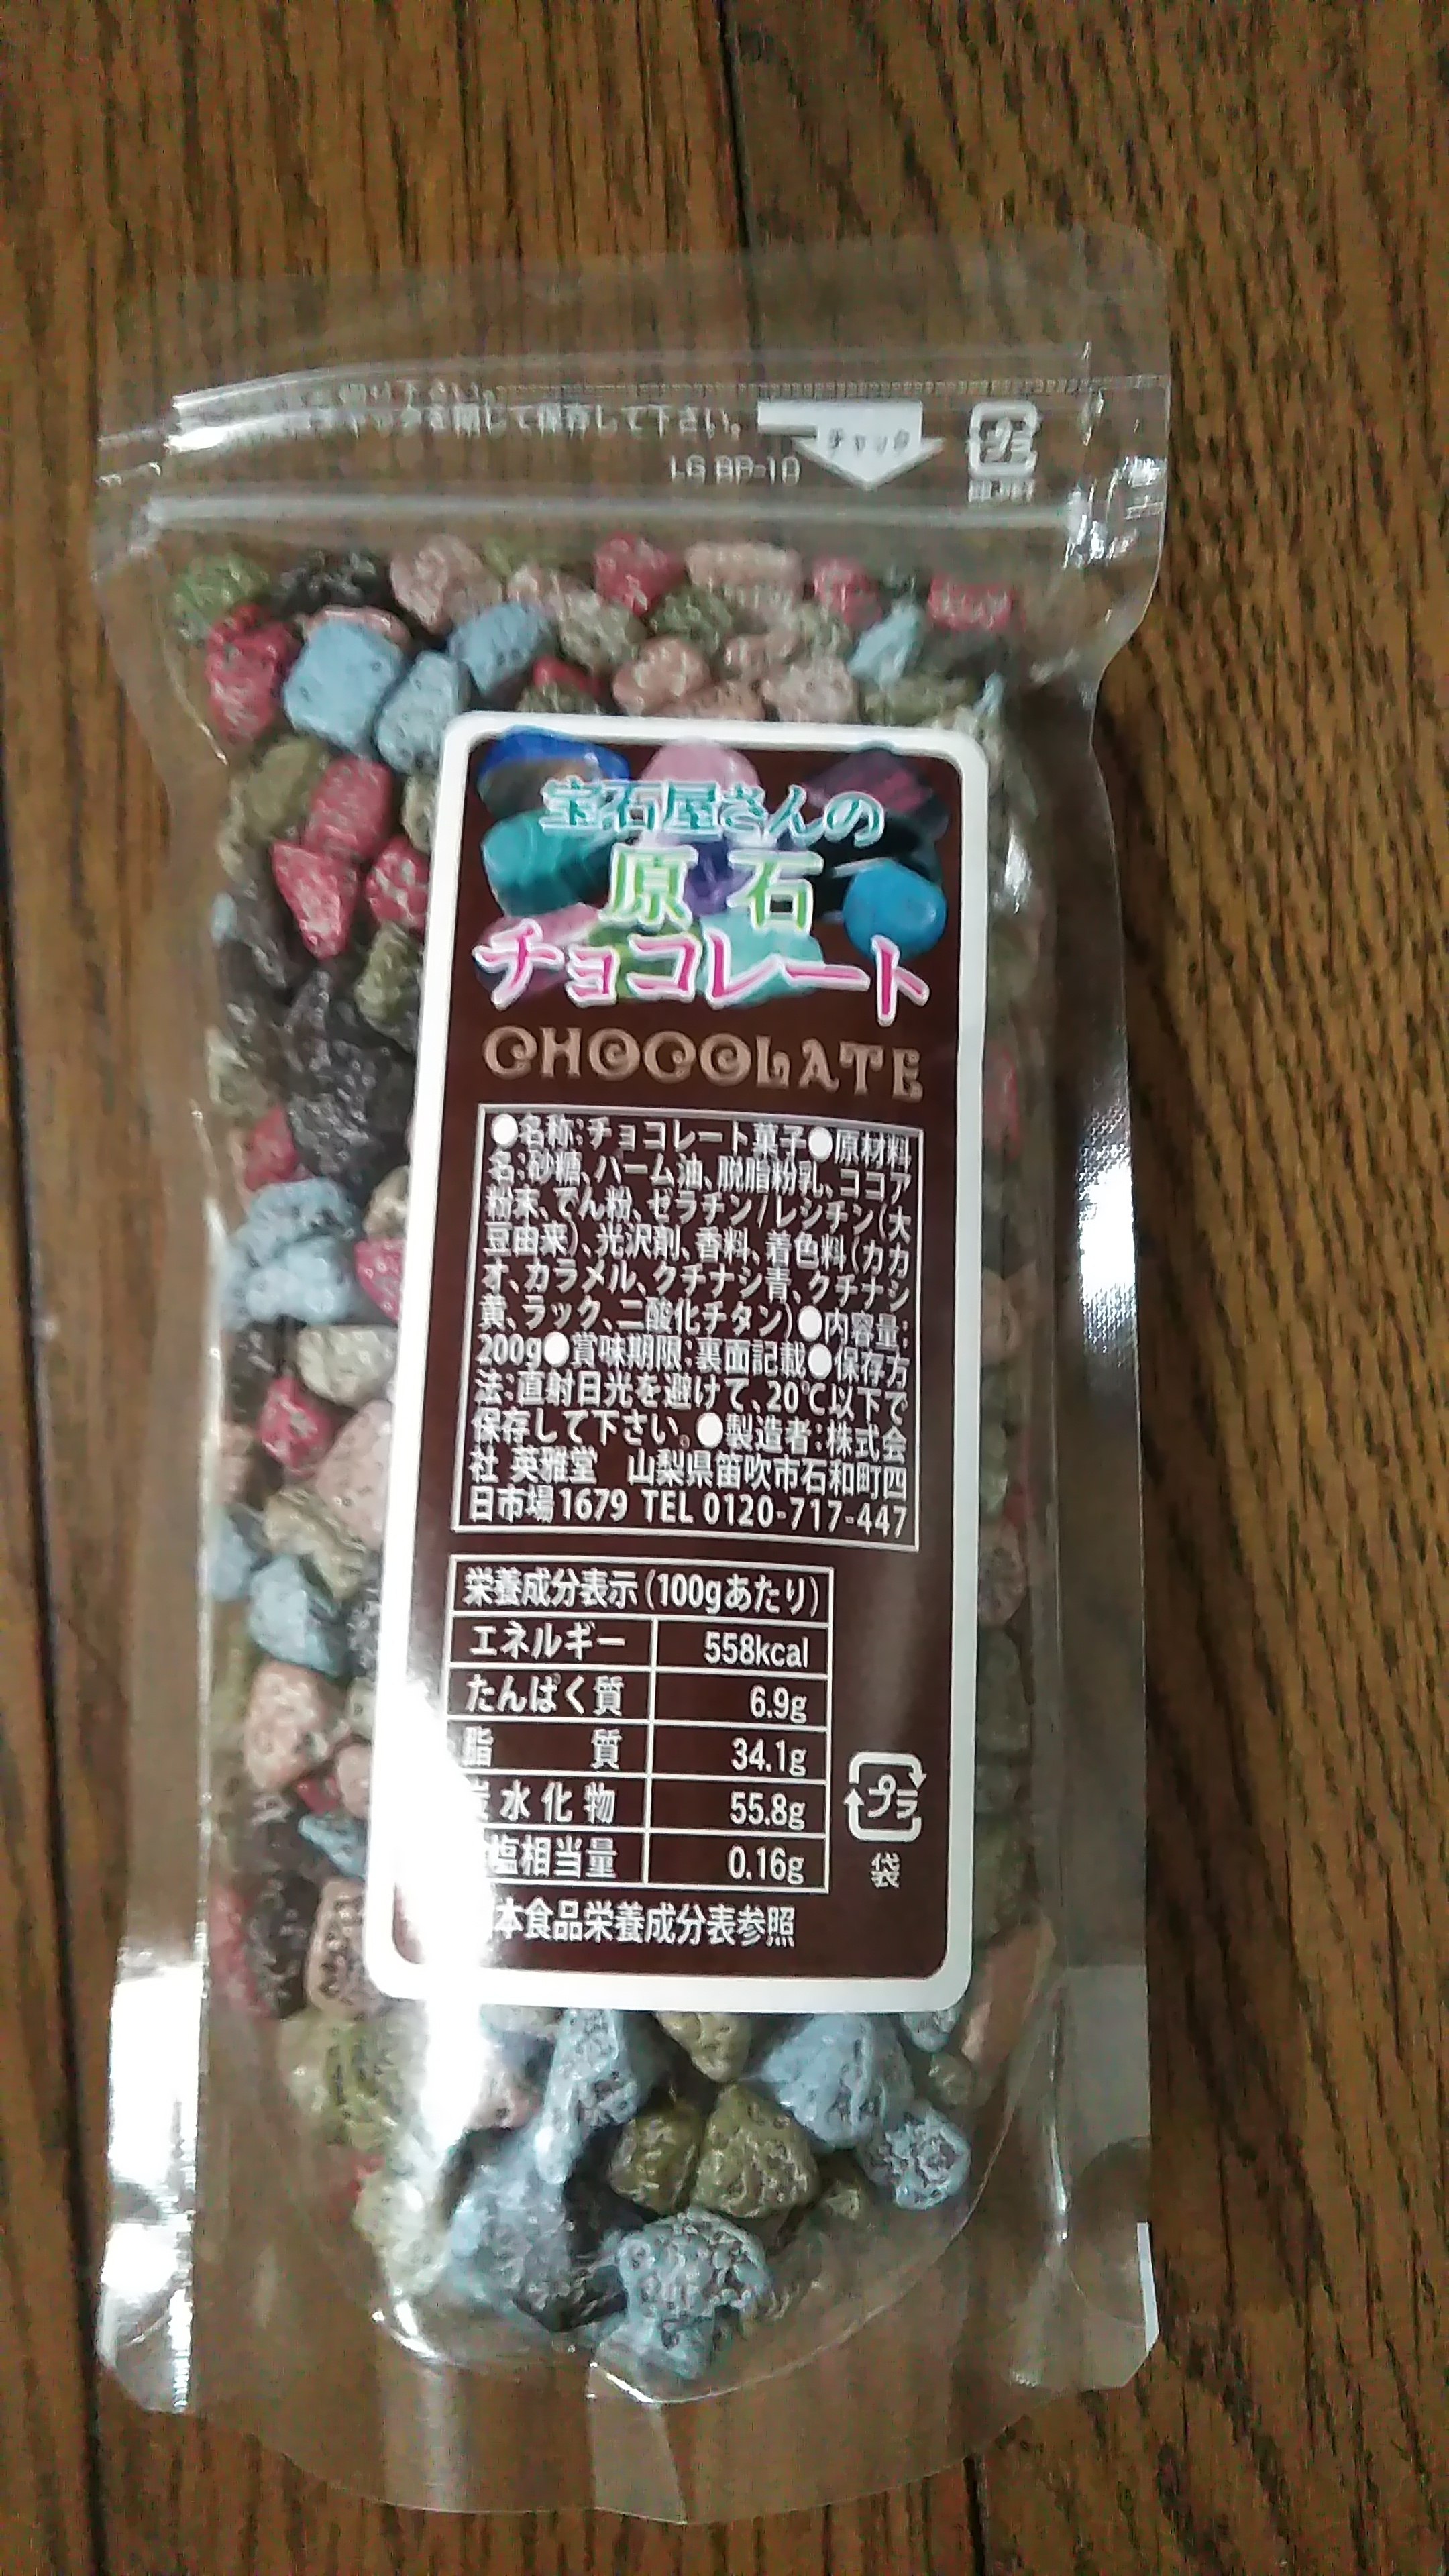 チャックを閉じて保存して下さい。
チャック
プラ
LG AP-10
宝石屋さんの
原石
チョコレート
CHOCOLATE
●名称:チョコレート菓子●原材料
名:砂糖、パーム油、脱脂粉乳、ココア
粉末、でん粉、ゼラチン/レシチン(大
豆由来)、光沢剤、香料、着色料(カカ
オ、カラメル、クチナシ青、クチナシ
黄、ラック、二酸化チタン)●内容量:
200g●賞味期限:裏面記載●保存方
法:直射日光を避けて、20℃以下で
保存して下さい。●製造者:株式会
社 英雅堂 山梨県笛吹市石和町四
日市場1679 TEL 0120-717-447
栄養成分表示(100gあたり)
エネルギー 558kcal
たんぱく質 6.9g
脂質 34.1g
炭水化物 55.8g
塩相当量 0.16g
プラ
袋
本食品栄養成分表参照